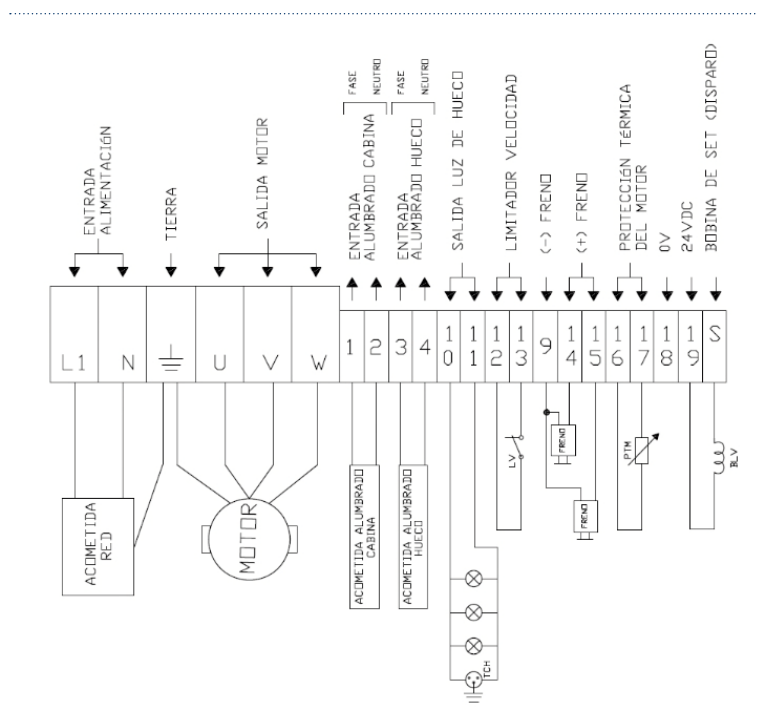 ENTRADA
ALIMENTACIÓN
TIERRA
SALIDA MOTOR
FASE
NEUTRO
ENTRADA
ALUMBRADO CABINA
FASE
NEUTRO
ENTRADA
ALUMBRADO HUECO
SALIDA LUZ DE HUECO
LIMITADOR VELOCIDAD
(-) FRENO
(+) FRENO
PROTECCIÓN TÉRMICA
DEL MOTOR
0V
24VDC
BOBINA DE SET (DISPARO)
L1
N
U
V
W
1
2
3
4
10
11
12
13
9
14
15
16
17
18
19
S
ACOMETIDA
RED
MOTOR
ACOMETIDA ALUMBRADO
CABINA
ACOMETIDA ALUMBRADO
HUECO
TCH
LV
FRENO
FRENO
PTM
BLV